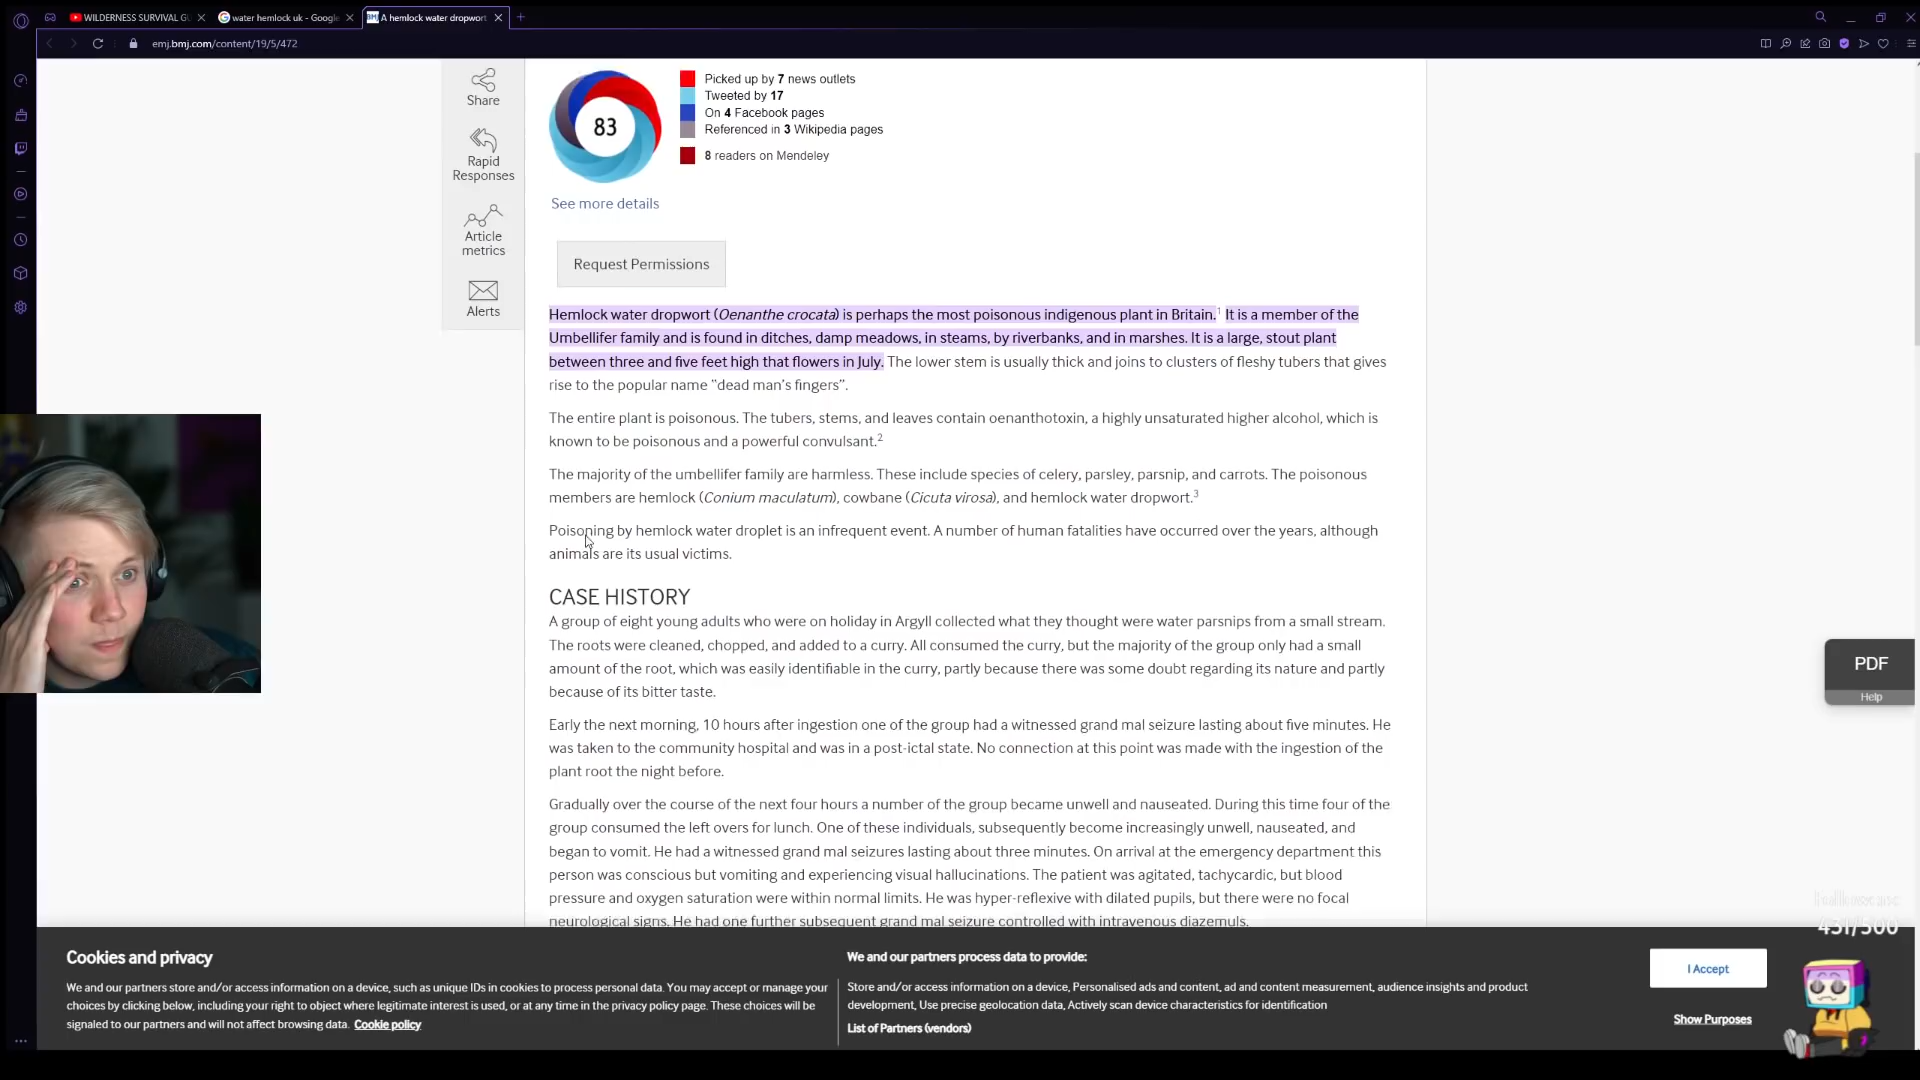 WILDERNESS SURVIVAL GU
water hemlock uk - Google
A hemlock water dropwort
emj.bmj.com/content/19/5/472
Share
Rapid
Responses
Article
metrics
Alerts
83
Picked up by 7 news outlets
Tweeted by 17
On 4 Facebook pages
Referenced in 3 Wikipedia pages
8 readers on Mendeley
See more details
Request Permissions
Hemlock water dropwort (Oenanthe crocata) is perhaps the most poisonous indigenous plant in Britain.1 It is a member of the
Umbellifer family and is found in ditches, damp meadows, in steams, by riverbanks, and in marshes. It is a large, stout plant
between three and five feet high that flowers in July. The lower stem is usually thick and joins to clusters of fleshy tubers that gives
rise to the popular name “dead man’s fingers”.
The entire plant is poisonous. The tubers, stems, and leaves contain oenanthotoxin, a highly unsaturated higher alcohol, which is
known to be poisonous and a powerful convulsant.2
The majority of the umbellifer family are harmless. These include species of celery, parsley, parsnip, and carrots. The poisonous
members are hemlock (Conium maculatum), cowbane (Cicuta virosa), and hemlock water dropwort.3
Poisoning by hemlock water droplet is an infrequent event. A number of human fatalities have occurred over the years, although
animals are its usual victims.
CASE HISTORY
A group of eight young adults who were on holiday in Argyll collected what they thought were water parsnips from a small stream.
The roots were cleaned, chopped, and added to a curry. All consumed the curry, but the majority of the group only had a small
amount of the root, which was easily identifiable in the curry, partly because there was some doubt regarding its nature and partly
because of its bitter taste.
Early the next morning, 10 hours after ingestion one of the group had a witnessed grand mal seizure lasting about five minutes. He
was taken to the community hospital and was in a post-ictal state. No connection at this point was made with the ingestion of the
plant root the night before.
Gradually over the course of the next four hours a number of the group became unwell and nauseated. During this time four of the
group consumed the left overs for lunch. One of these individuals, subsequently become increasingly unwell, nauseated, and
began to vomit. He had a witnessed grand mal seizures lasting about three minutes. On arrival at the emergency department this
person was conscious but vomiting and experiencing visual hallucinations. The patient was agitated, tachycardic, but blood
pressure and oxygen saturation were within normal limits. He was hyper-reflexive with dilated pupils, but there were no focal
neurological signs. He had one further subsequent grand mal seizure controlled with intravenous diazemuls.
PDF
Help
451/500
Cookies and privacy
We and our partners store and/or access information on a device, such as unique IDs in cookies to process personal data. You may accept or manage your
choices by clicking below, including your right to object where legitimate interest is used, or at any time in the privacy policy page. These choices will be
signaled to our partners and will not affect browsing data. Cookie policy
We and our partners process data to provide:
Store and/or access information on a device, Personalised ads and content, ad and content measurement, audience insights and product
development, Use precise geolocation data, Actively scan device characteristics for identification
List of Partners (vendors)
I Accept
Show Purposes